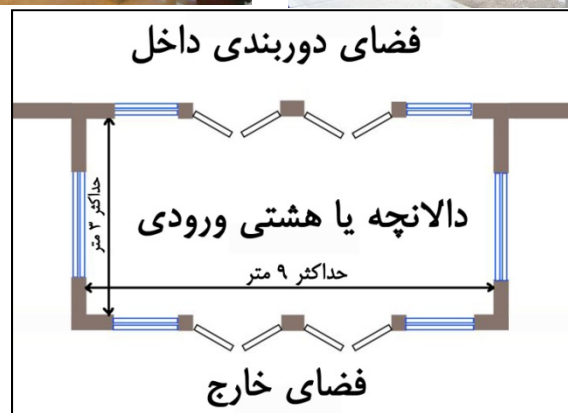 فضای دوربندی داخل
دالانچه یا هشتی ورودی
حداکثر ۳ متر
حداکثر ۹ متر
فضای خارج